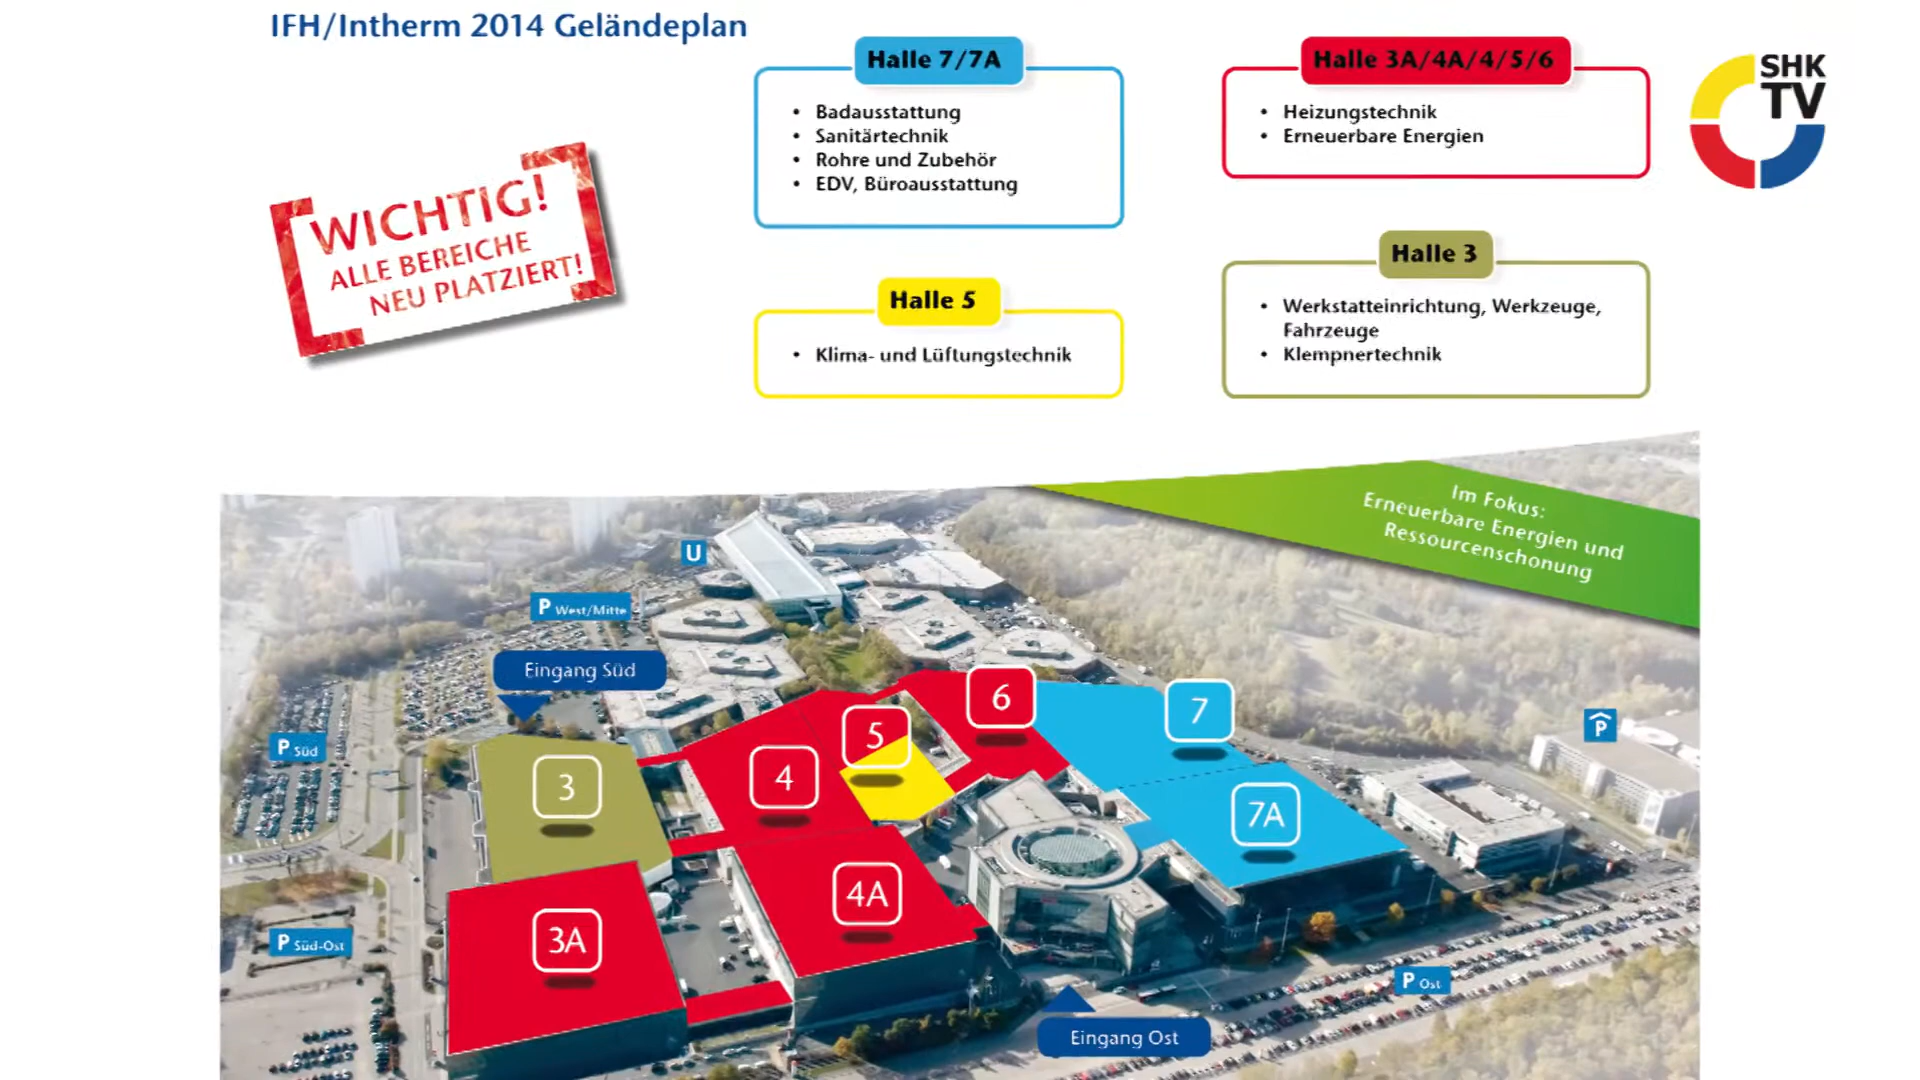 IFH/Intherm 2014 Geländeplan
WICHTIG!
ALLE BEREICHE
NEU PLATZIERT!
Halle 7/7A
• Badausstattung
• Sanitärtechnik
• Rohre und Zubehör
• EDV, Büroausstattung
Halle 3A/4A/4/5/6
• Heizungstechnik
• Erneuerbare Energien
SHK
TV
Halle 5
• Klima- und Lüftungstechnik
Halle 3
• Werkstatteinrichtung, Werkzeuge,
Fahrzeuge
• Klempnertechnik
Im Fokus:
Erneuerbare Energien und
Ressourcenschonung
U
P West/Mitte
Eingang Süd
P Süd
3
4
5
6
7
P
7A
4A
3A
P Süd-Ost
P Ost
Eingang Ost